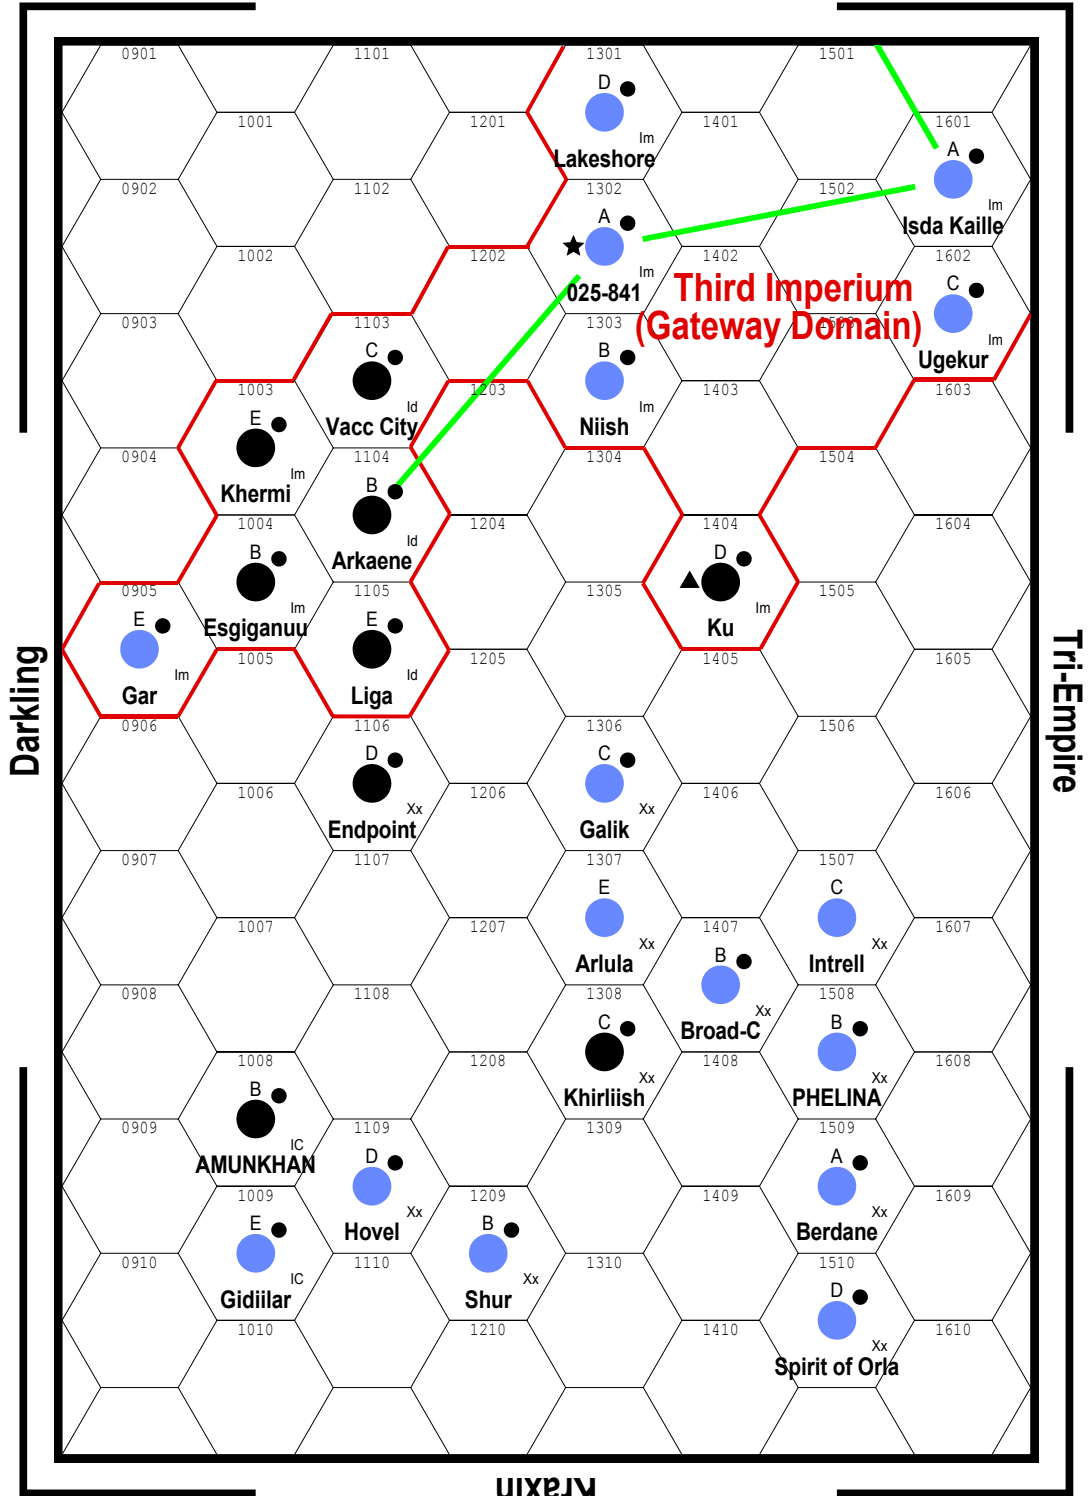 0901
1101
1301
1501
D
1001
1201
1401
1601
Im
A
Lakeshore
0902
1102
1302
1502
Im
A
Isda Kaille
1002
1202
1402
1602
Im
C
025-841
Third Imperium
(Gateway Domain)
0903
1103
1303
1503
Im
C
B
Ugekur
1003
1203
1403
1603
Id
Im
E
Vacc City
Niish
0904
1104
1304
1504
Im
B
Khermi
1004
1204
1404
1604
Id
B
D
Arkaene
0905
1105
1305
1505
Im
Im
E
E
Esgiganuu
Ku
1005
1205
1405
1605
Im
Id
Gar
Liga
0906
1106
1306
1506
D
C
1006
1206
1406
1606
Xx
Xx
Endpoint
Galik
0907
1107
1307
1507
E
C
1007
1207
1407
1607
Xx
Xx
B
Arlula
Intrell
0908
1108
1308
1508
Xx
C
B
Broad-C
1008
1208
1408
1608
Xx
Xx
B
Khirliish
PHELINA
0909
1109
1309
1509
IC
D
A
AMUNKHAN
1009
1209
1409
1609
Xx
Xx
E
B
Hovel
Berdane
0910
1110
1310
1510
IC
Xx
D
Gidiilar
Shur
1010
1210
1410
1610
Xx
Spirit of Orla
Darkling
Tri-Empire
Kraxin